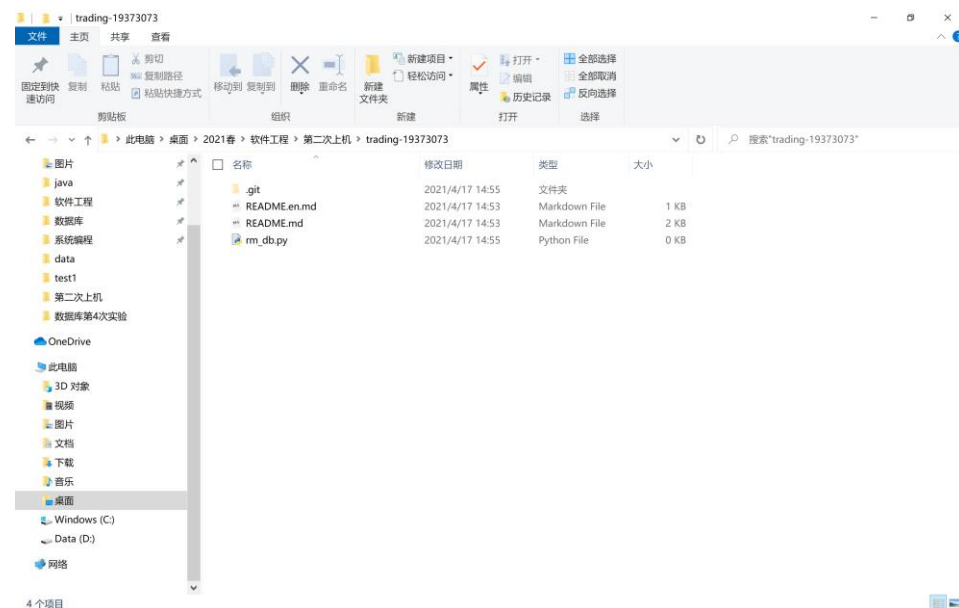 trading-19373073
文件 主页 共享 查看
固定到快速访问
复制
粘贴
剪切
复制路径
粘贴快捷方式
移动到 复制到 删除 重命名
新建文件夹
新建项目
轻松访问
属性
打开
编辑
历史记录
全部选择
全部取消
反向选择
剪贴板 组织 新建 打开 选择
此电脑 > 桌面 > 2021春 > 软件工程 > 第二次上机 > trading-19373073
搜索"trading-19373073"
图片
java
软件工程
数据库
系统编程
data
test1
第二次上机
数据库第4次实验
OneDrive
此电脑
3D 对象
视频
图片
文档
下载
音乐
桌面
Windows (C:)
Data (D:)
网络
名称 修改日期 类型 大小
.git 2021/4/17 14:55 文件夹
README.en.md 2021/4/17 14:53 Markdown File 1 KB
README.md 2021/4/17 14:53 Markdown File 2 KB
rm_db.py 2021/4/17 14:55 Python File 0 KB
4 个项目